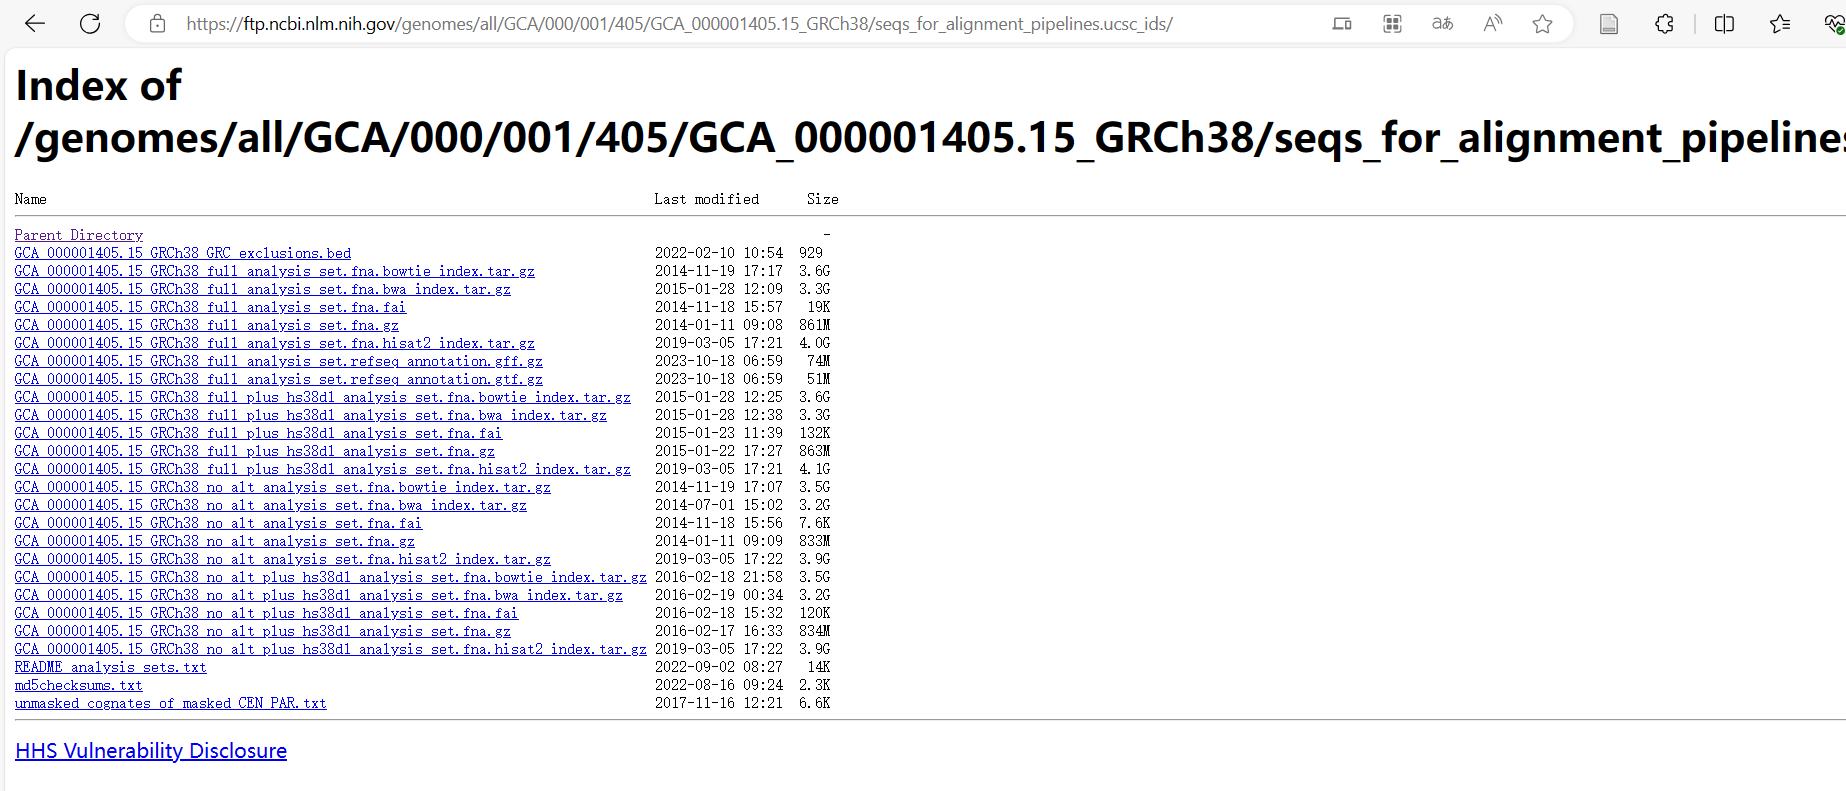 https://ftp.ncbi.nlm.nih.gov/genomes/all/GCA/000/001/405/GCA_000001405.15_GRCh38/seqs_for_alignment_pipelines.ucsc_ids/
Index of
/genomes/all/GCA/000/001/405/GCA_000001405.15_GRCh38/seqs_for_alignment_pipelines
Name Last modified Size
Parent Directory -
GCA_000001405.15_GRCh38_GRC_exclusions.bed 2022-02-10 10:54 929
GCA_000001405.15_GRCh38_full_analysis_set.fna.bowtie_index.tar.gz 2014-11-19 17:17 3.6G
GCA_000001405.15_GRCh38_full_analysis_set.fna.bwa_index.tar.gz 2015-01-28 12:09 3.3G
GCA_000001405.15_GRCh38_full_analysis_set.fna.fai 2014-11-18 15:57 19K
GCA_000001405.15_GRCh38_full_analysis_set.fna.gz 2014-01-11 09:08 861M
GCA_000001405.15_GRCh38_full_analysis_set.fna.hisat2_index.tar.gz 2019-03-05 17:21 4.0G
GCA_000001405.15_GRCh38_full_analysis_set.refseq_annotation.gff.gz 2023-10-18 06:59 74M
GCA_000001405.15_GRCh38_full_analysis_set.refseq_annotation.gtf.gz 2023-10-18 06:59 51M
GCA_000001405.15_GRCh38_full_plus_hs38d1_analysis_set.fna.bowtie_index.tar.gz 2015-01-28 12:25 3.6G
GCA_000001405.15_GRCh38_full_plus_hs38d1_analysis_set.fna.bwa_index.tar.gz 2015-01-28 12:38 3.3G
GCA_000001405.15_GRCh38_full_plus_hs38d1_analysis_set.fna.fai 2015-01-23 11:39 132K
GCA_000001405.15_GRCh38_full_plus_hs38d1_analysis_set.fna.gz 2015-01-22 17:27 863M
GCA_000001405.15_GRCh38_full_plus_hs38d1_analysis_set.fna.hisat2_index.tar.gz 2019-03-05 17:21 4.1G
GCA_000001405.15_GRCh38_no_alt_analysis_set.fna.bowtie_index.tar.gz 2014-11-19 17:07 3.5G
GCA_000001405.15_GRCh38_no_alt_analysis_set.fna.bwa_index.tar.gz 2014-07-01 15:02 3.2G
GCA_000001405.15_GRCh38_no_alt_analysis_set.fna.fai 2014-11-18 15:56 7.6K
GCA_000001405.15_GRCh38_no_alt_analysis_set.fna.gz 2014-01-11 09:09 833M
GCA_000001405.15_GRCh38_no_alt_analysis_set.fna.hisat2_index.tar.gz 2019-03-05 17:22 3.9G
GCA_000001405.15_GRCh38_no_alt_plus_hs38d1_analysis_set.fna.bowtie_index.tar.gz 2016-02-18 21:58 3.5G
GCA_000001405.15_GRCh38_no_alt_plus_hs38d1_analysis_set.fna.bwa_index.tar.gz 2016-02-19 00:34 3.2G
GCA_000001405.15_GRCh38_no_alt_plus_hs38d1_analysis_set.fna.fai 2016-02-18 15:32 120K
GCA_000001405.15_GRCh38_no_alt_plus_hs38d1_analysis_set.fna.gz 2016-02-17 16:33 834M
GCA_000001405.15_GRCh38_no_alt_plus_hs38d1_analysis_set.fna.hisat2_index.tar.gz 2019-03-05 17:22 3.9G
README_analysis_sets.txt 2022-09-02 08:27 14K
md5checksums.txt 2022-08-16 09:24 2.3K
unmasked_cognates_of_masked_CEN_PAR.txt 2017-11-16 12:21 6.6K
HHS Vulnerability Disclosure